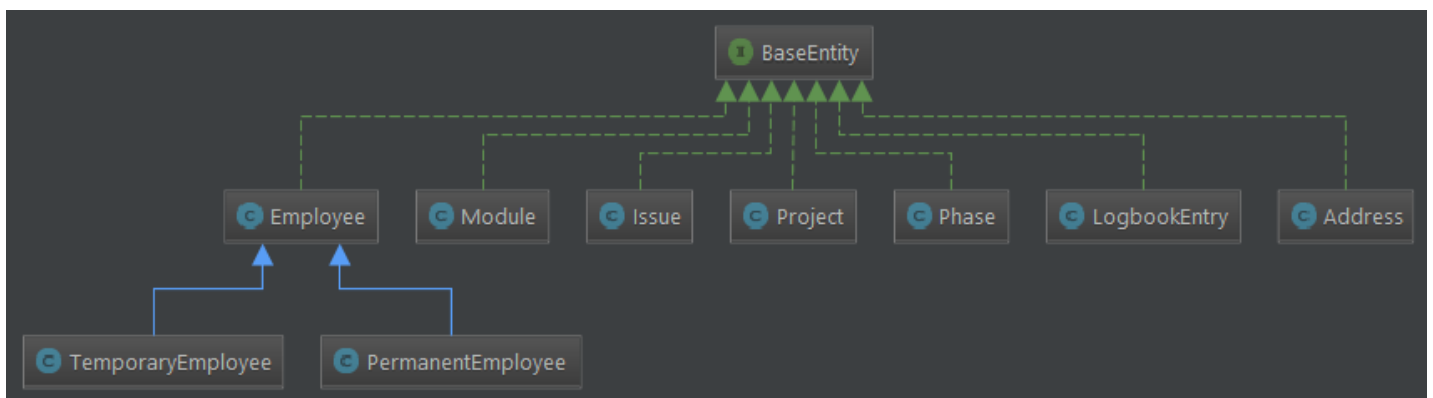 I BaseEntity
C Employee
C Module
C Issue
C Project
C Phase
C LogbookEntry
C Address
C TemporaryEmployee
C PermanentEmployee